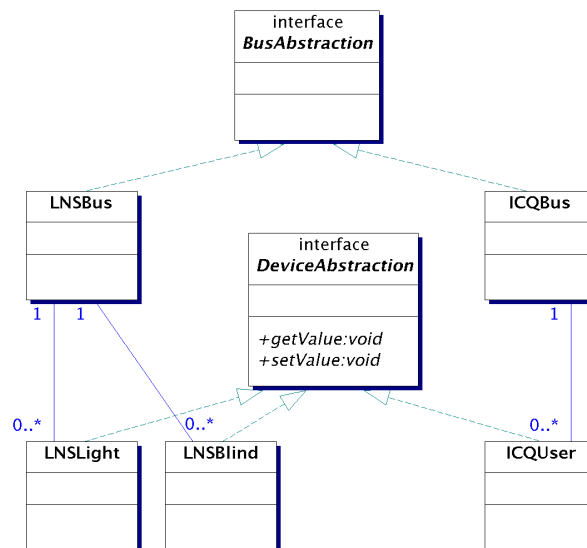 interface
BusAbstraction
LNSBus
ICQBus
interface
DeviceAbstraction
+getValue:void
+setValue:void
1
1
1
0..*
0..*
0..*
LNSLight
LNSBlind
ICQUser